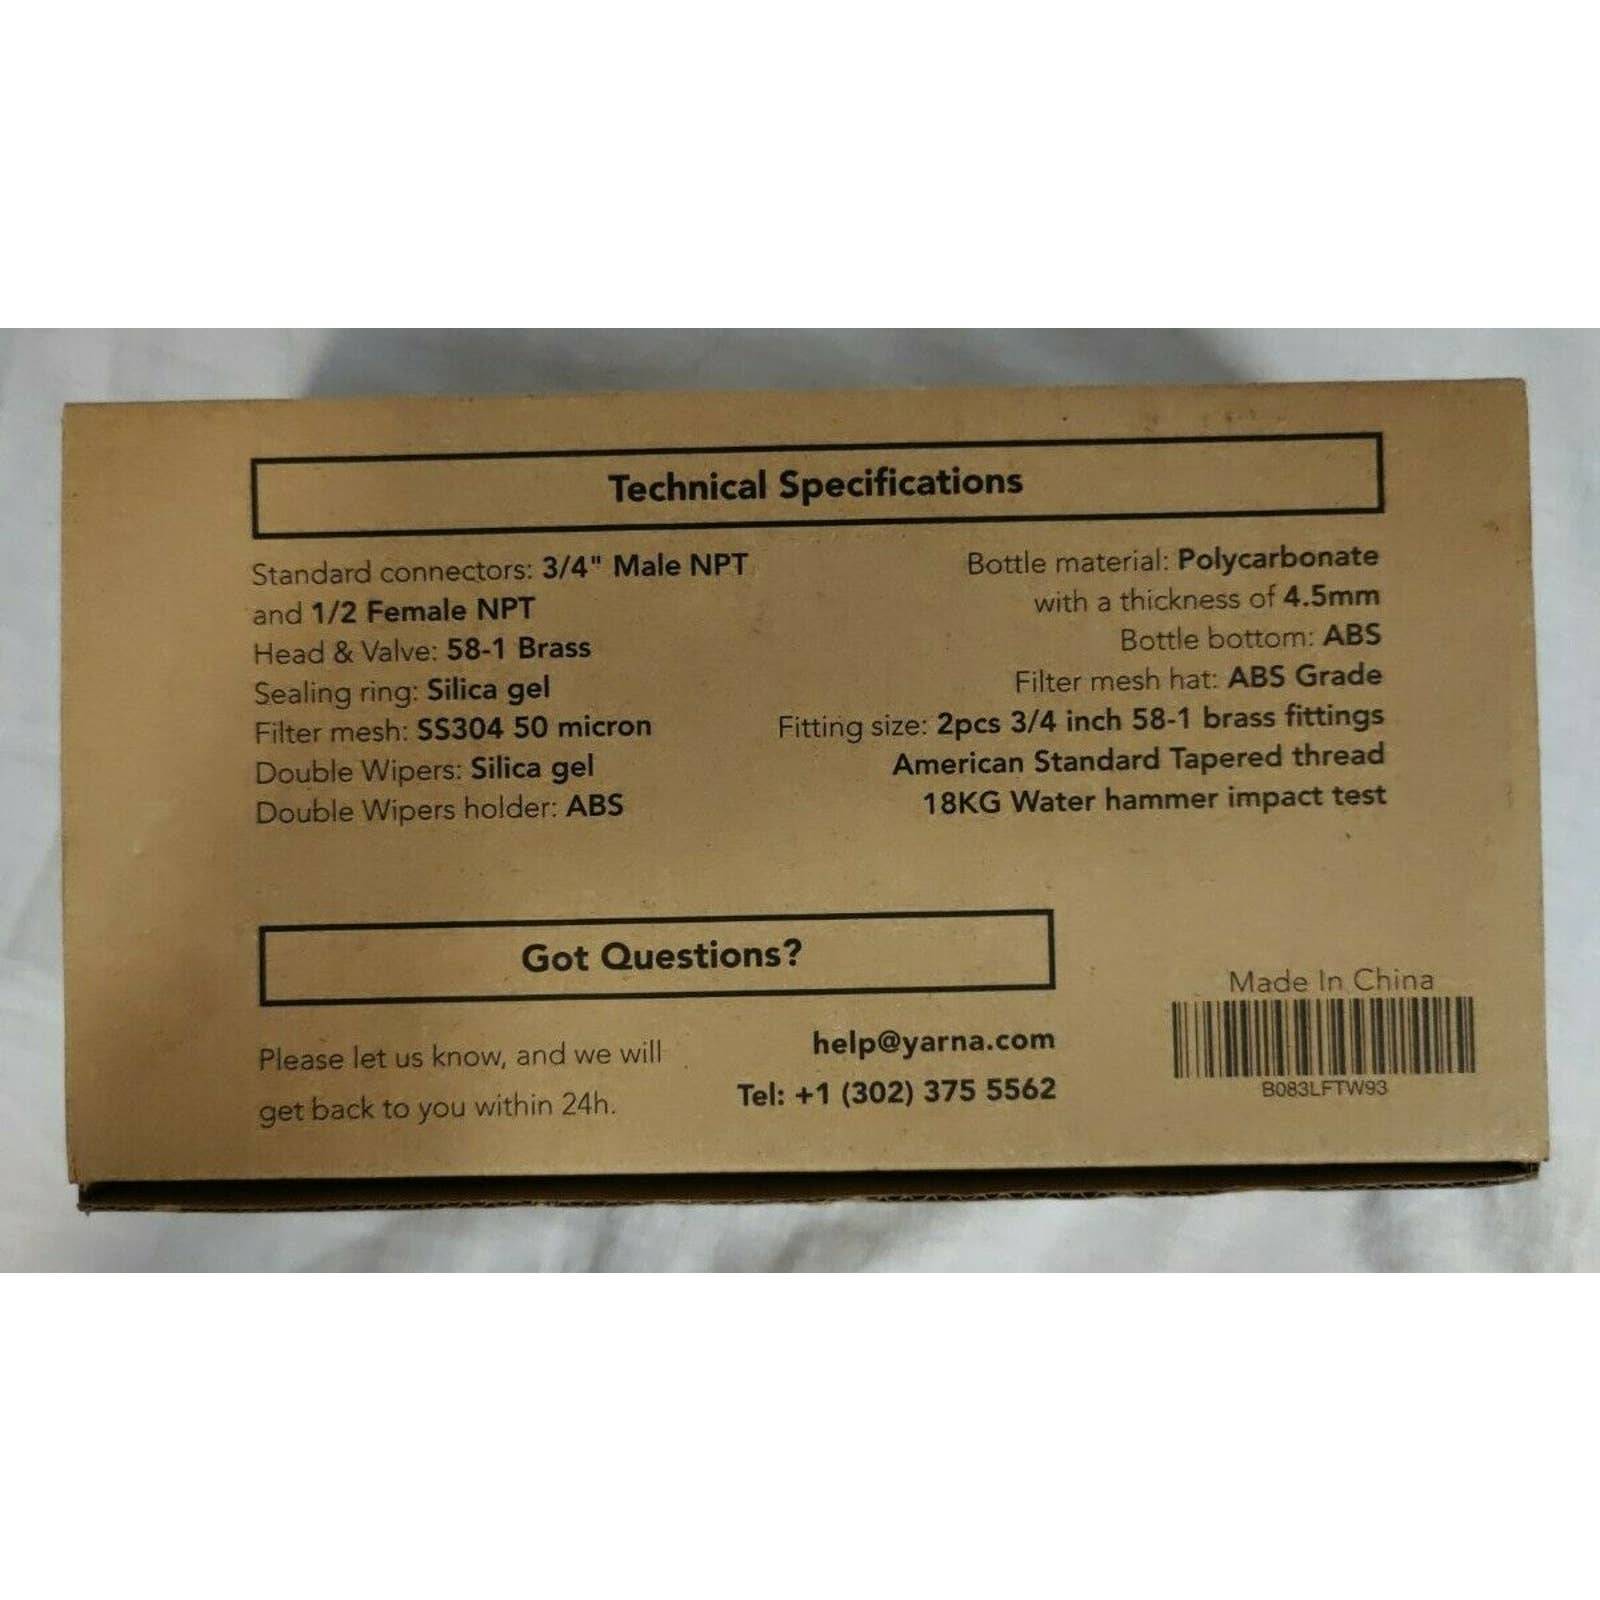 Technical Specifications
Standard connectors: 3/4" Male NPT
and 1/2 Female NPT
Head & Valve: 58-1 Brass
Sealing ring: Silica gel
Filter mesh: SS304 50 micron
Double Wipers: Silica gel
Double Wipers holder: ABS
Bottle material: Polycarbonate
with a thickness of 4.5mm
Bottle bottom: ABS
Filter mesh hat: ABS Grade
Fitting size: 2pcs 3/4 inch 58-1 brass fittings
American Standard Tapered thread
18KG Water hammer impact test
Got Questions?
Please let us know, and we will
get back to you within 24h.
help@yarna.com
Tel: +1 (302) 375 5562
Made In China
B083LFTW93